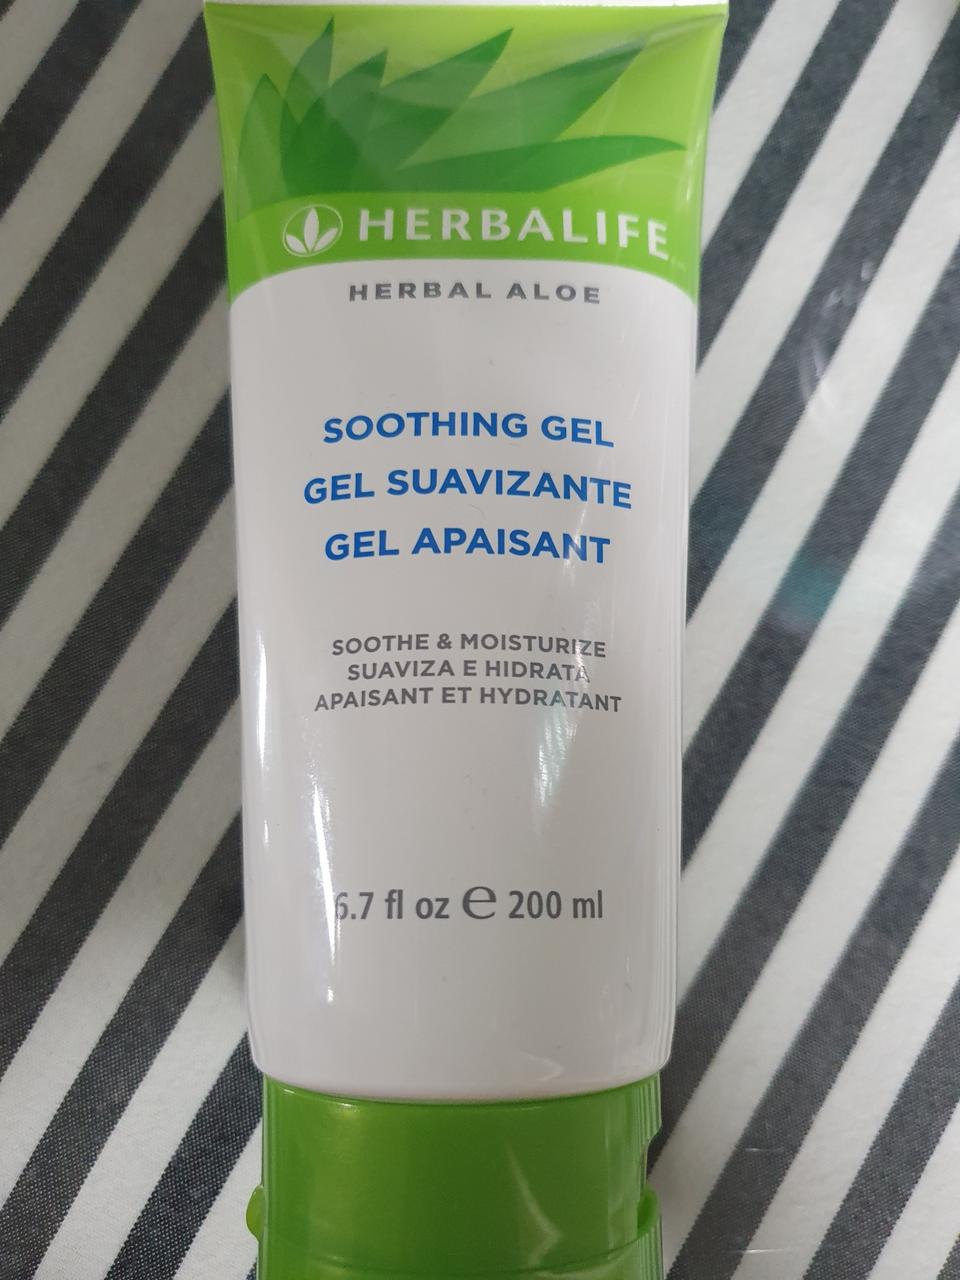 HERBALIFE
HERBAL ALOE
SOOTHING GEL
GEL SUAVIZANTE
GEL APAISANT
SOOTHE & MOISTURIZE
SUAVIZA E HIDRATA
APAISANT ET HYDRATANT
6.7 fl oz e 200 ml